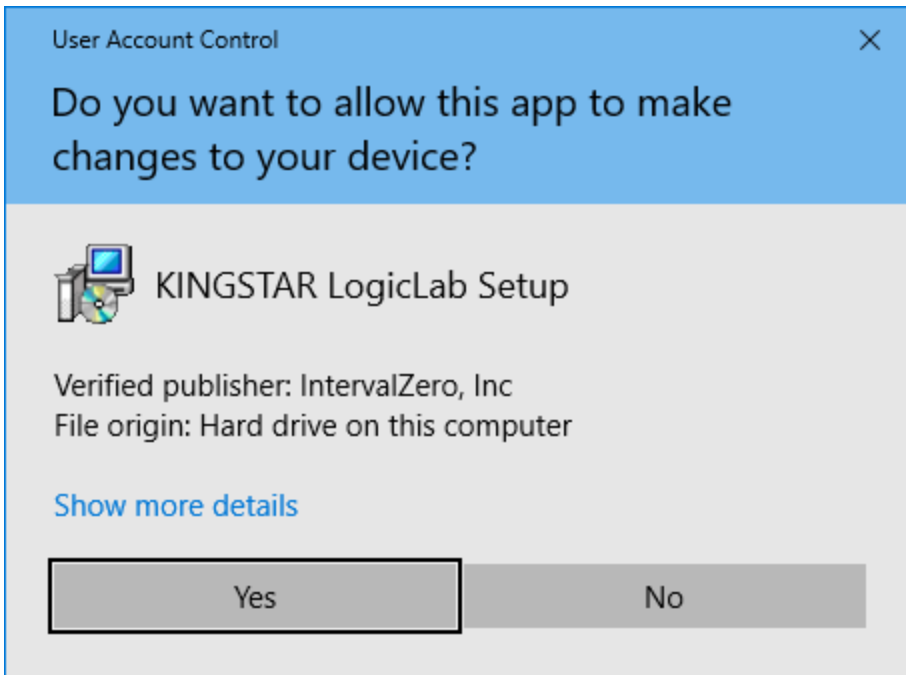 User Account Control
Do you want to allow this app to make
changes to your device?
KINGSTAR LogicLab Setup
Verified publisher: IntervalZero, Inc
File origin: Hard drive on this computer
Show more details
Yes
No